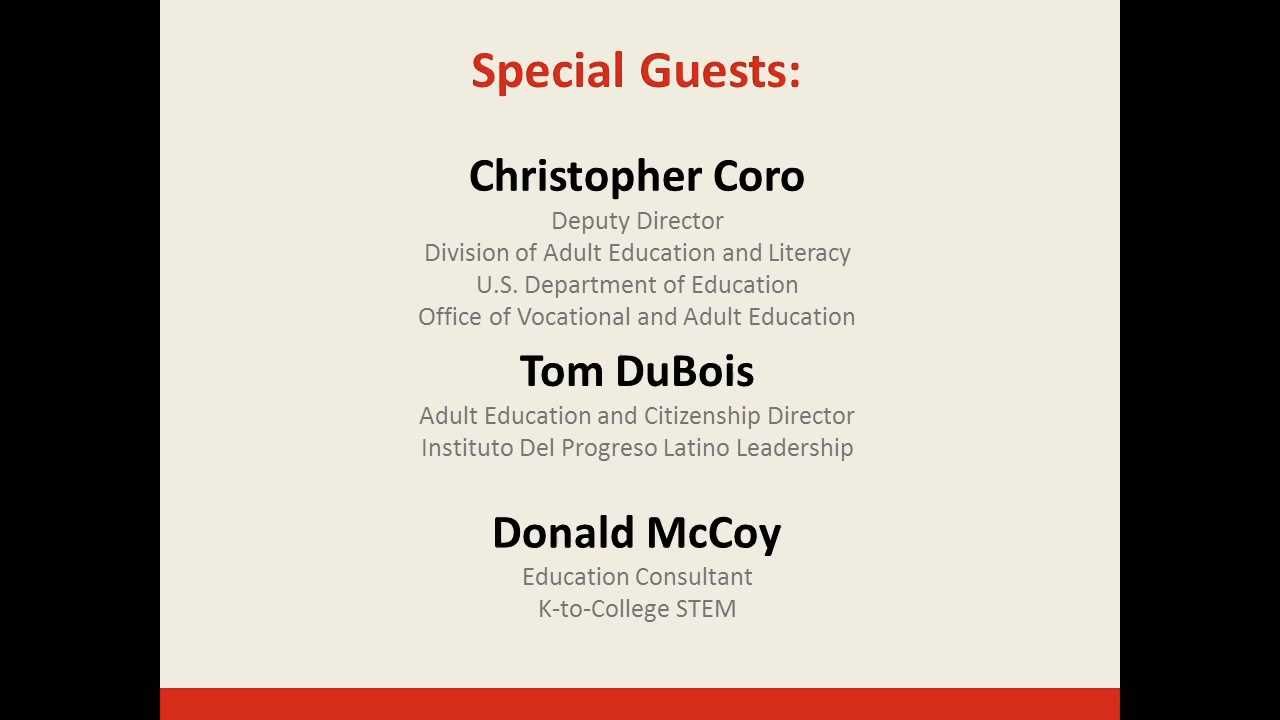 Special Guests:
Christopher Coro
Deputy Director
Division of Adult Education and Literacy
U.S. Department of Education
Office of Vocational and Adult Education
Tom DuBois
Adult Education and Citizenship Director
Instituto Del Progreso Latino Leadership
Donald McCoy
Education Consultant
K-to-College STEM